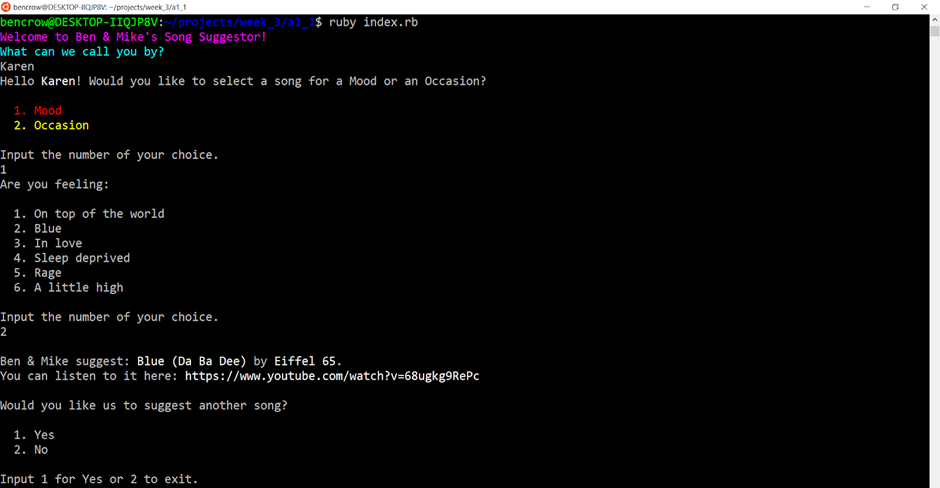 bencrow@DESKTOP-IIQJP8V: ~/projects/week_3/a1_1
bencrow@DESKTOP-IIQJP8V:~/projects/week_3/a1_1$ ruby index.rb
Welcome to Ben & Mike's Song Suggestor!
What can we call you by?
Karen
Hello Karen! Would you like to select a song for a Mood or an Occasion?
1. Mood
2. Occasion
Input the number of your choice.
1
Are you feeling:
1. On top of the world
2. Blue
3. In love
4. Sleep deprived
5. Rage
6. A little high
Input the number of your choice.
2
Ben & Mike suggest: Blue (Da Ba Dee) by Eiffel 65.
You can listen to it here: https://www.youtube.com/watch?v=68ugkg9RePc
Would you like us to suggest another song?
1. Yes
2. No
Input 1 for Yes or 2 to exit.